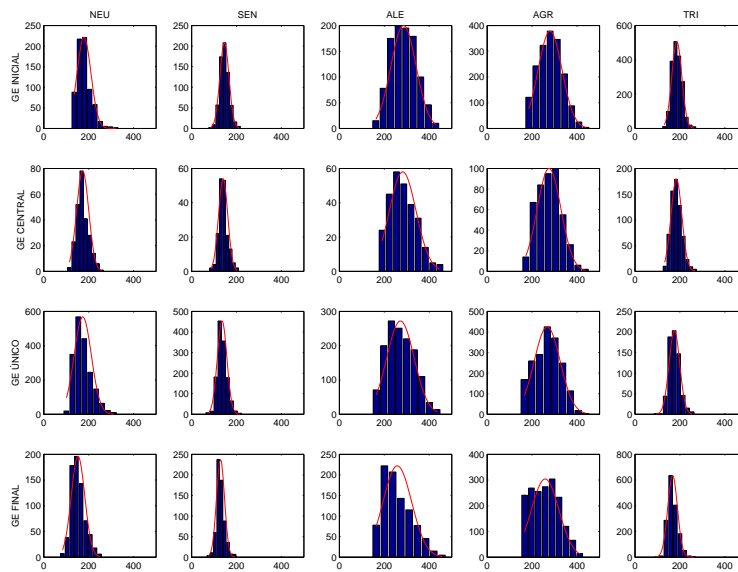 NEU SEN ALE AGR TRI
GE INICIAL
250 250 200 400 600
200 200 150 300 400
150 150 100 200
100 100 50 100 200
50 50
0 0 0 0 0
0 200 400 0 200 400 0 200 400 0 200 400 0 200 400
GE CENTRAL
80 60 60 100 200
60 40 40 80 150
40 60 100
20 20 20 40 50
20
0 0 0 0 0
0 200 400 0 200 400 0 200 400 0 200 400 0 200 400
GE ÚNICO
600 500 300 500 250
400 400 200 400 200
300 300 150
200 200 100 200 100
100 100 50
0 0 0 0 0
0 200 400 0 200 400 0 200 400 0 200 400 0 200 400
GE FINAL
200 250 250 400 800
150 200 200 300 600
100 150 150 200 400
50 100 100 100 200
50 50
0 0 0 0 0
0 200 400 0 200 400 0 200 400 0 200 400 0 200 400